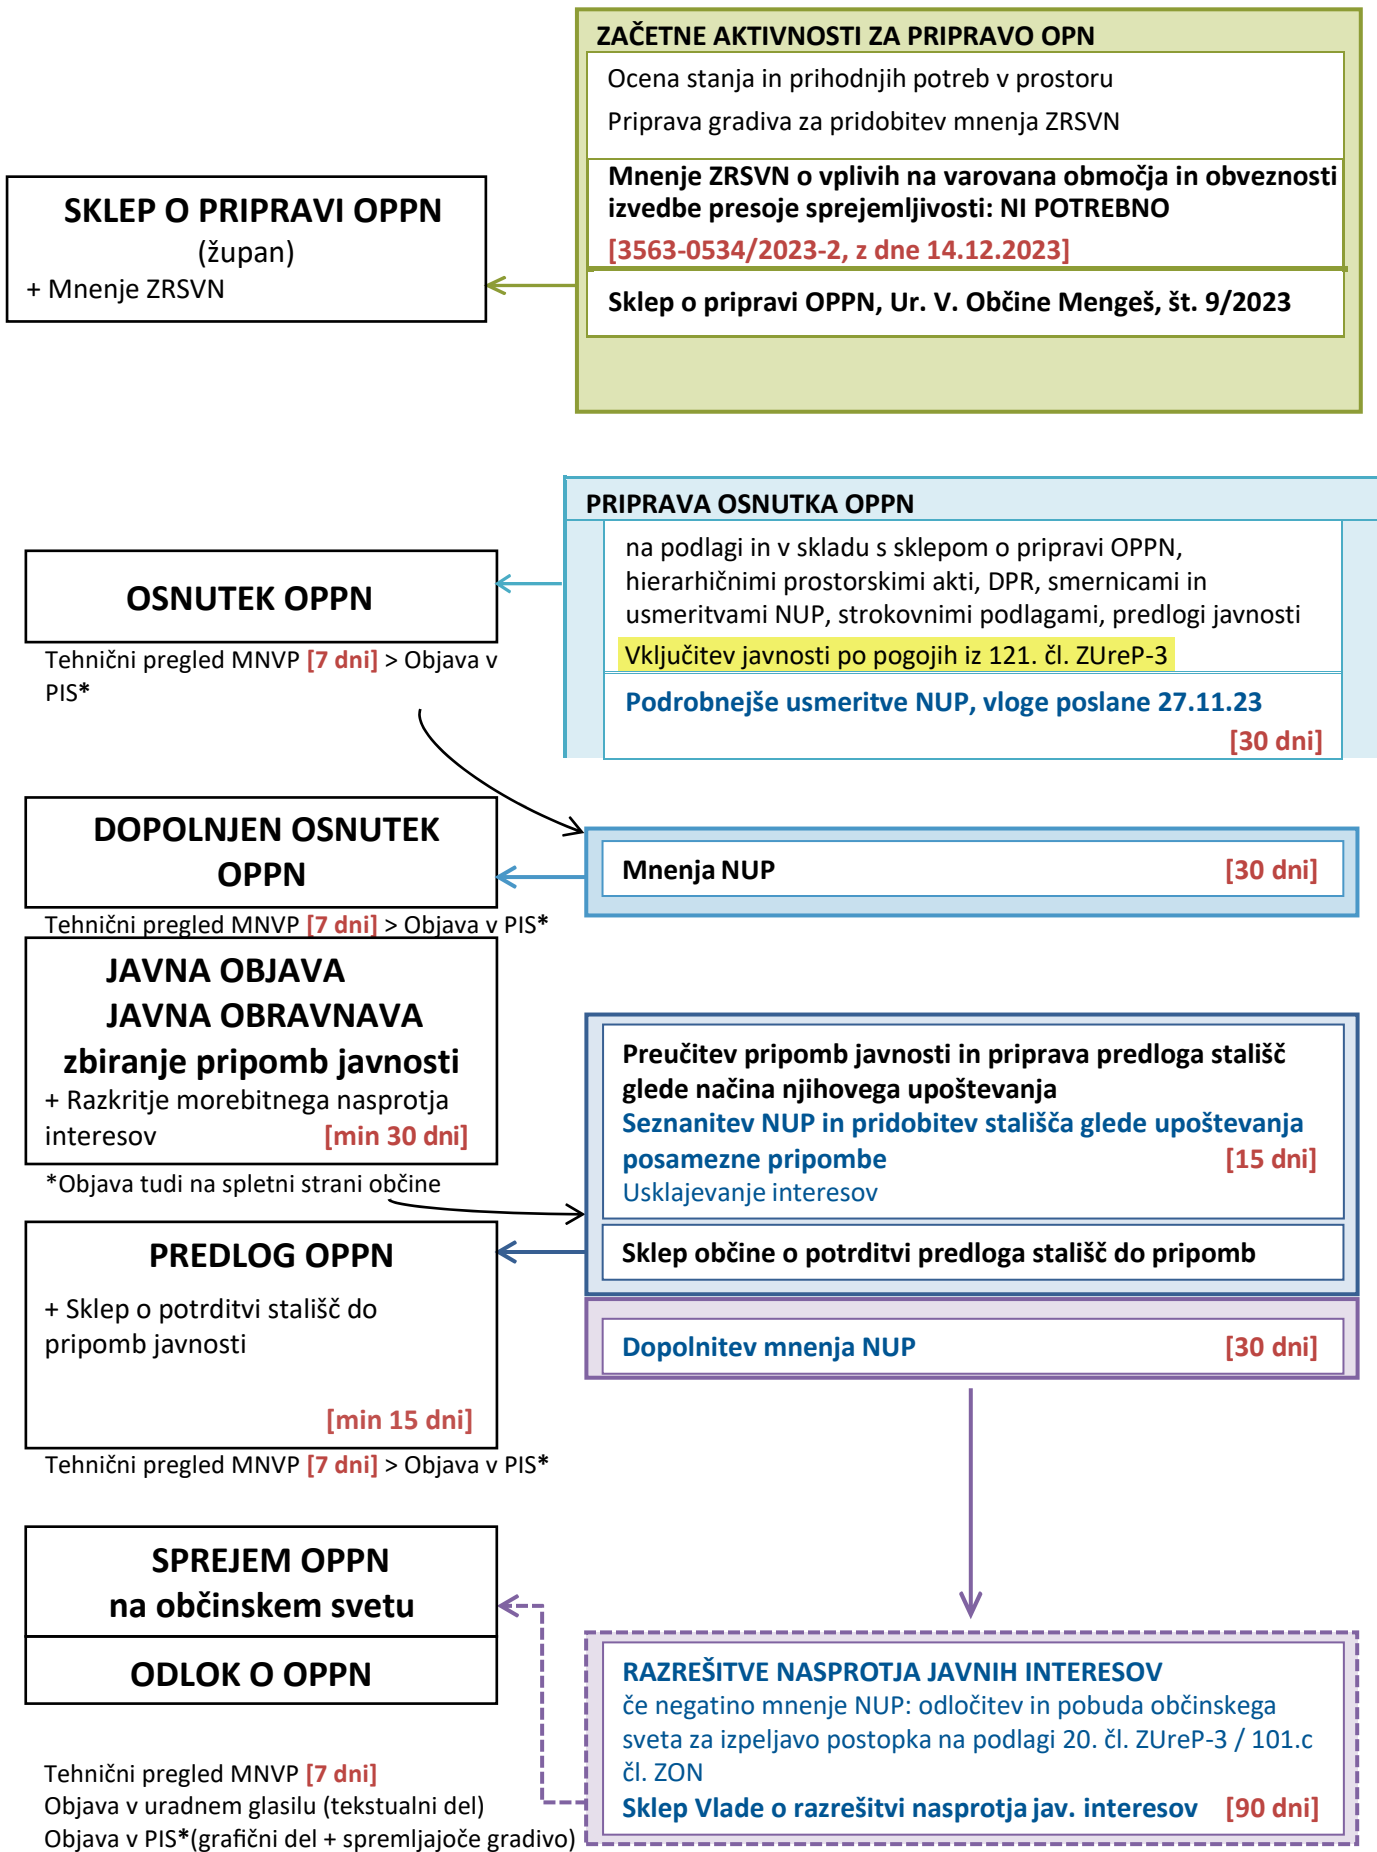 ZAČETNE AKTIVNOSTI ZA PRIPRAVO OPN
Ocena stanja in prihodnjih potreb v prostoru
Priprava gradiva za pridobitev mnenja ZRSVN
Mnenje ZRSVN o vplivih na varovana območja in obveznosti
izvedbe presoje sprejemljivosti: NI POTREBNO
[3563-0534/2023-2, z dne 14.12.2023]
Sklep o pripravi OPPN, Ur. V. Občine Mengeš, št. 9/2023
SKLEP O PRIPRAVI OPPN
(župan)
+ Mnenje ZRSVN
PRIPRAVA OSNUTKA OPPN
na podlagi in v skladu s sklepom o pripravi OPPN,
hierarhičnimi prostorskimi akti, DPR, smernicami in
usmeritvami NUP, strokovnimi podlagami, predlogi javnosti
Vključitev javnosti po pogojih iz 121. čl. ZUreP-3
Podrobnejše usmeritve NUP, vloge poslane 27.11.23
[30 dni]
OSNUTEK OPPN
Tehnični pregled MNVP [7 dni] > Objava v
PIS*
DOPOLNJEN OSNUTEK
OPPN
Mnenja NUP [30 dni]
Tehnični pregled MNVP [7 dni] > Objava v PIS*
JAVNA OBJAVA
JAVNA OBRAVNAVA
zbiranje pripomb javnosti
+ Razkritje morebitnega nasprotja
interesov [min 30 dni]
*Objava tudi na spletni strani občine
Preučitev pripomb javnosti in priprava predloga stališč
glede načina njihovega upoštevanja
Seznanitev NUP in pridobitev stališča glede upoštevanja
posamezne pripombe [15 dni]
Usklajevanje interesov
Sklep občine o potrditvi predloga stališč do pripomb
PREDLOG OPPN
+ Sklep o potrditvi stališč do
pripomb javnosti
[min 15 dni]
Dopolnitev mnenja NUP [30 dni]
Tehnični pregled MNVP [7 dni] > Objava v PIS*
SPREJEM OPPN
na občinskem svetu
ODLOK O OPPN
RAZREŠITVE NASPROTJA JAVNIH INTERESOV
če negatino mnenje NUP: odločitev in pobuda občinskega
sveta za izpeljavo postopka na podlagi 20. čl. ZUreP-3 / 101.c
čl. ZON
Sklep Vlade o razrešitvi nasprotja jav. interesov [90 dni]
Tehnični pregled MNVP [7 dni]
Objava v uradnem glasilu (tekstualni del)
Objava v PIS*(grafični del + spremljajoče gradivo)